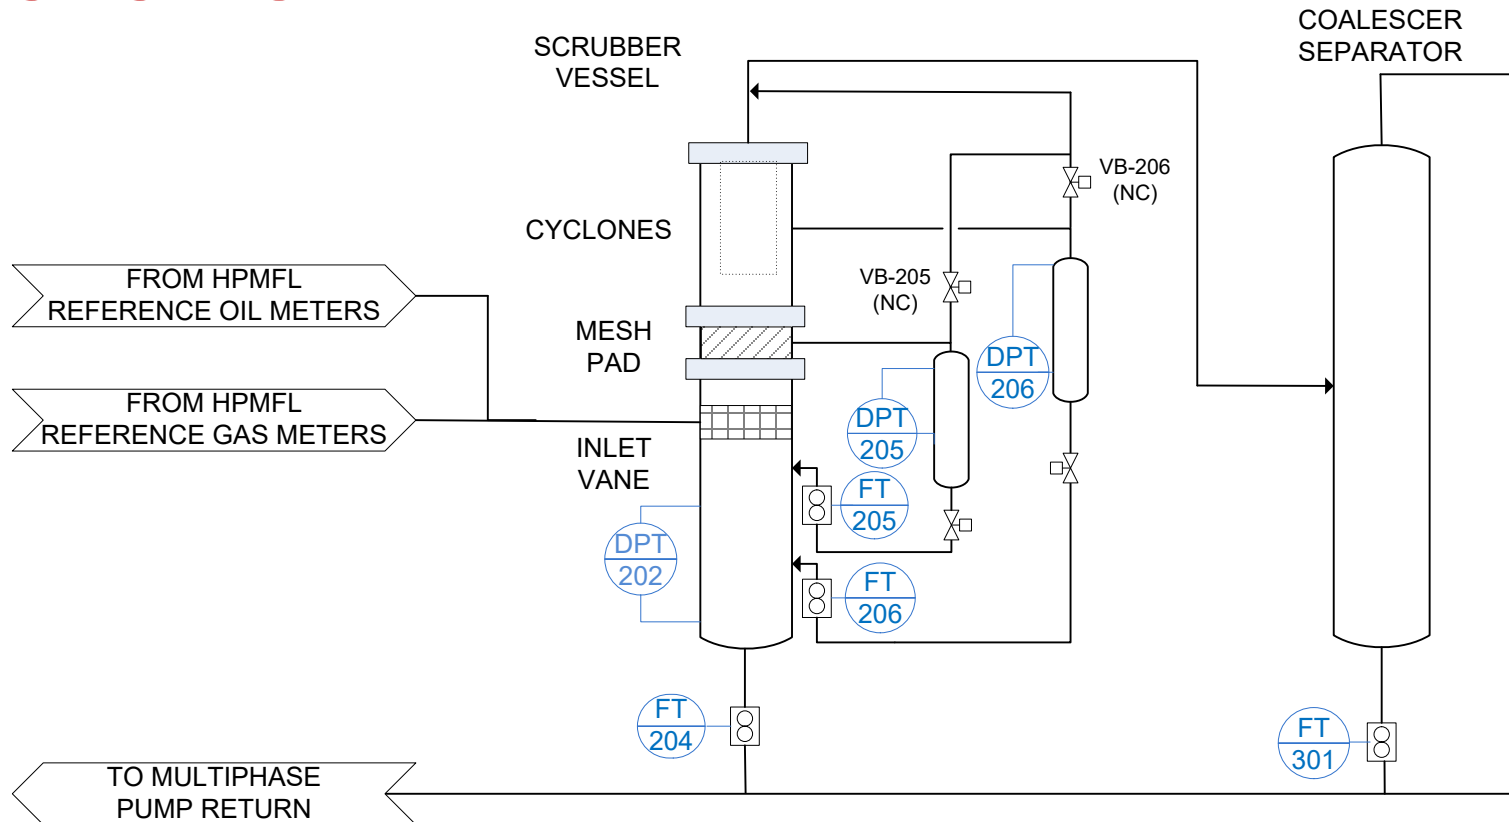 COALESCER
SEPARATOR
SCRUBBER
VESSEL
VB-206
(NC)
CYCLONES
FROM HPMFL
REFERENCE OIL METERS
VB-205
(NC)
MESH
PAD
DPT
206
FROM HPMFL
REFERENCE GAS METERS
DPT
205
INLET
VANE
FT
205
DPT
202
FT
206
FT
204
FT
301
TO MULTIPHASE
PUMP RETURN